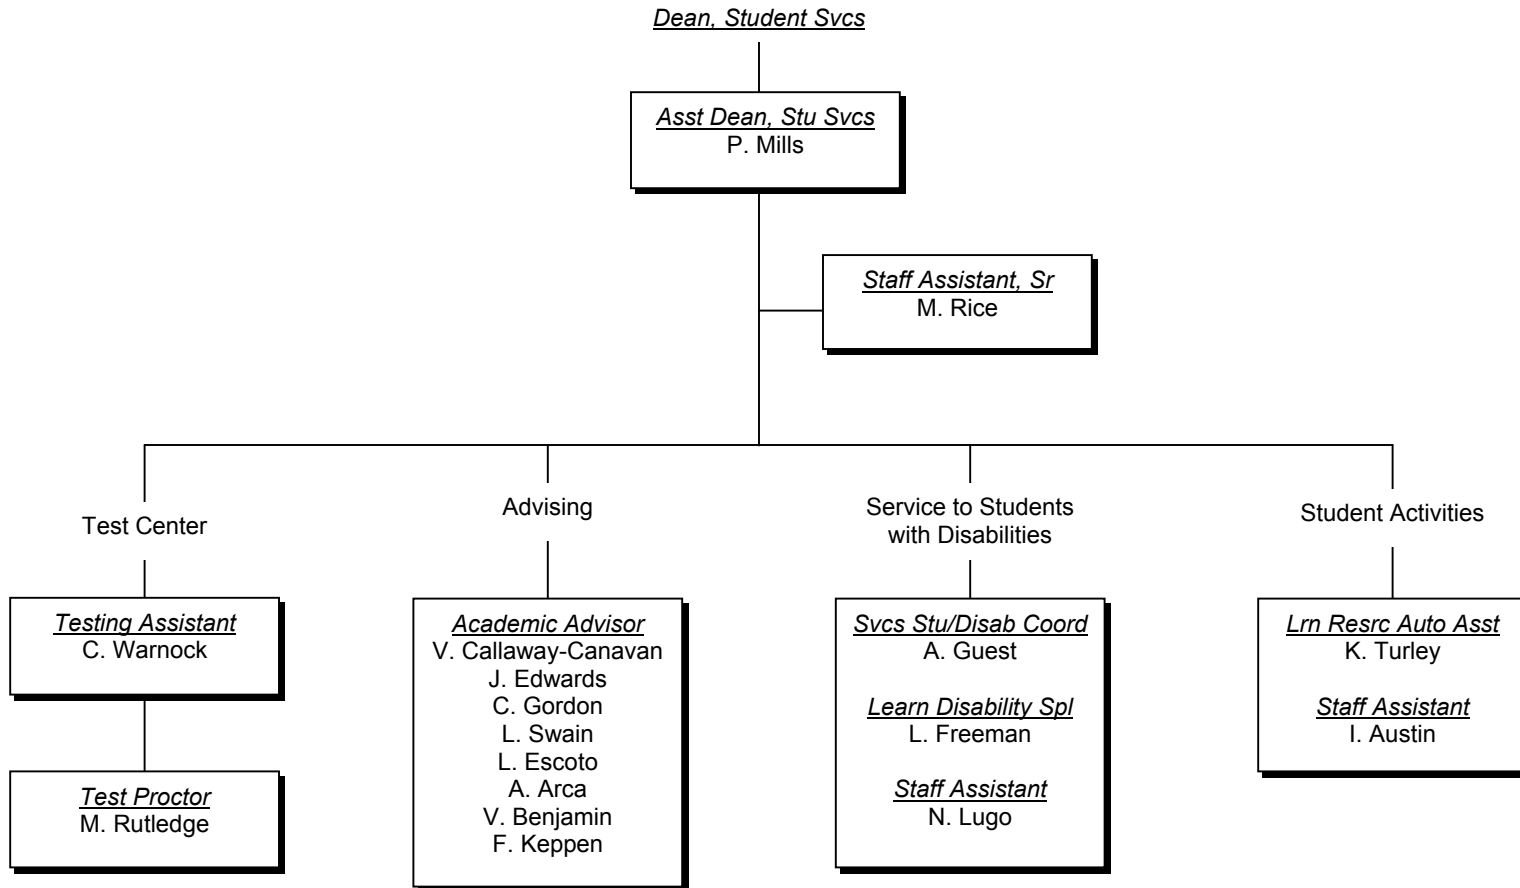 Dean, Student Svcs
Asst Dean, Stu Svcs
P. Mills
Staff Assistant, Sr
M. Rice
Test Center
Advising
Service to Students
with Disabilities
Student Activities
Testing Assistant
C. Warnock
Test Proctor
M. Rutledge
Academic Advisor
V. Callaway-Canavan
J. Edwards
C. Gordon
L. Swain
L. Escoto
A. Arca
V. Benjamin
F. Keppen
Svcs Stu/Disab Coord
A. Guest
Learn Disability Spl
L. Freeman
Staff Assistant
N. Lugo
Lrn Resrc Auto Asst
K. Turley
Staff Assistant
I. Austin